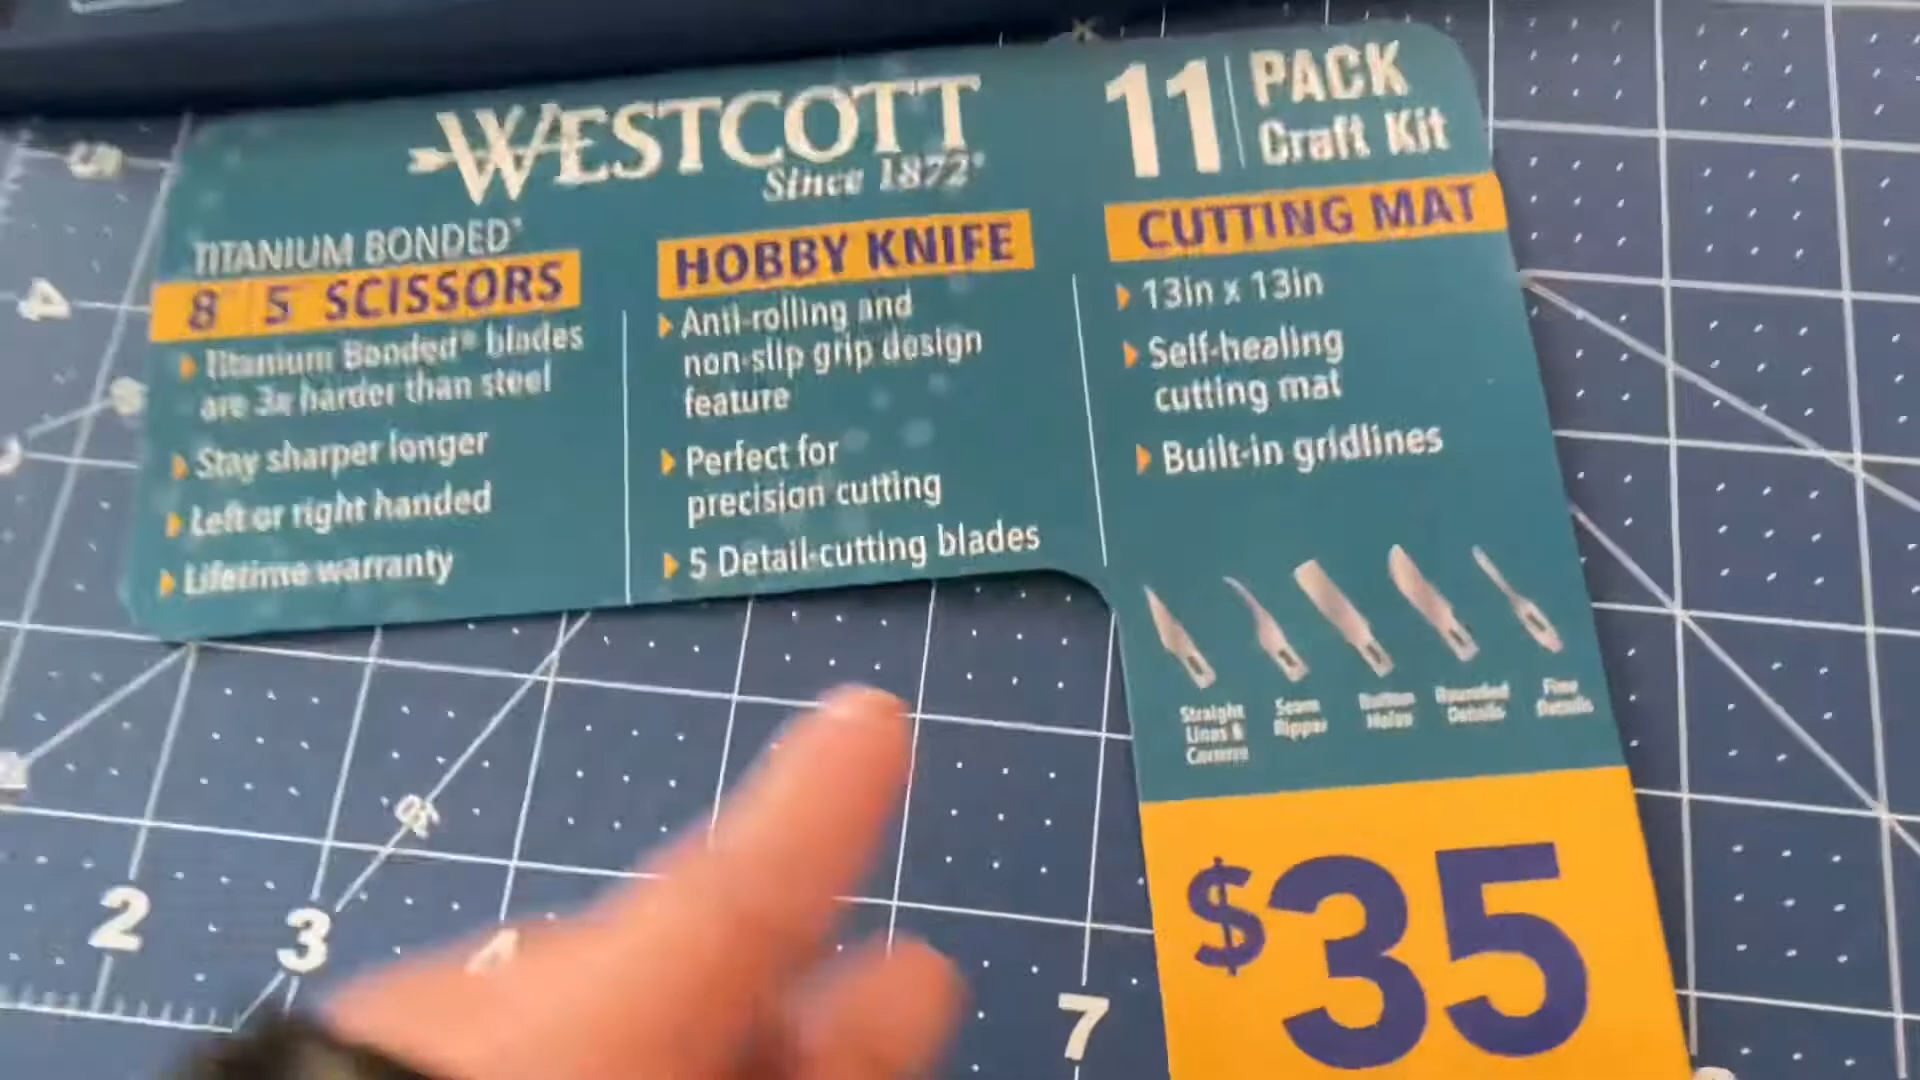 WESTCOTT
Since 1872
11 PACK
Craft Kit
TITANIUM BONDED
8 5 SCISSORS
Titanium Bonded® blades
are 3x harder than steel
Stay sharper longer
Left or right handed
Lifetime warranty
HOBBY KNIFE
Anti-rolling and
non-slip grip design
feature
Perfect for
precision cutting
5 Detail-cutting blades
CUTTING MAT
13in x 13in
Self-healing
cutting mat
Built-in gridlines
Straight
Lines &
Corners
Seam
Ripper
Button
Holes
Rounded
Details
Fine
Details
$35
5
4
2
3
4
7